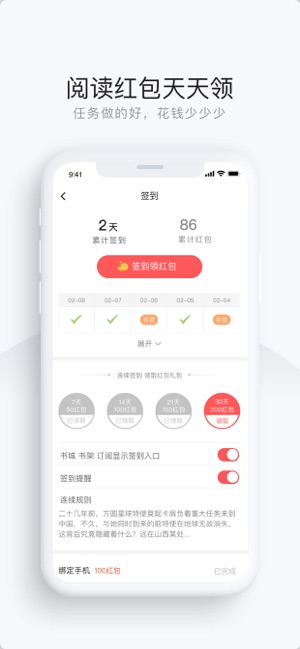 阅读红包天天领
任务做的好，花钱少少少
9:41
签到
2天
86
累计签到
累计红包
签到领红包
02-08 02-07 02-06 02-05 02-04
补签 补签
展开
连续签到 领取红包礼包
7天 14天 21天 30天
50红包 100红包 150红包 200红包
已领取 已领取 已领取 领取
书城 书架 订阅显示签到入口
签到提醒
连续规则
二十几年前，方圆星球特使莫妮卡肩负着重大任务来到
中国，不久，与她同时到来的前特使在地球无故消失，
这背后究竟隐藏着什么？远在山西某处...
绑定手机 100红包 已完成